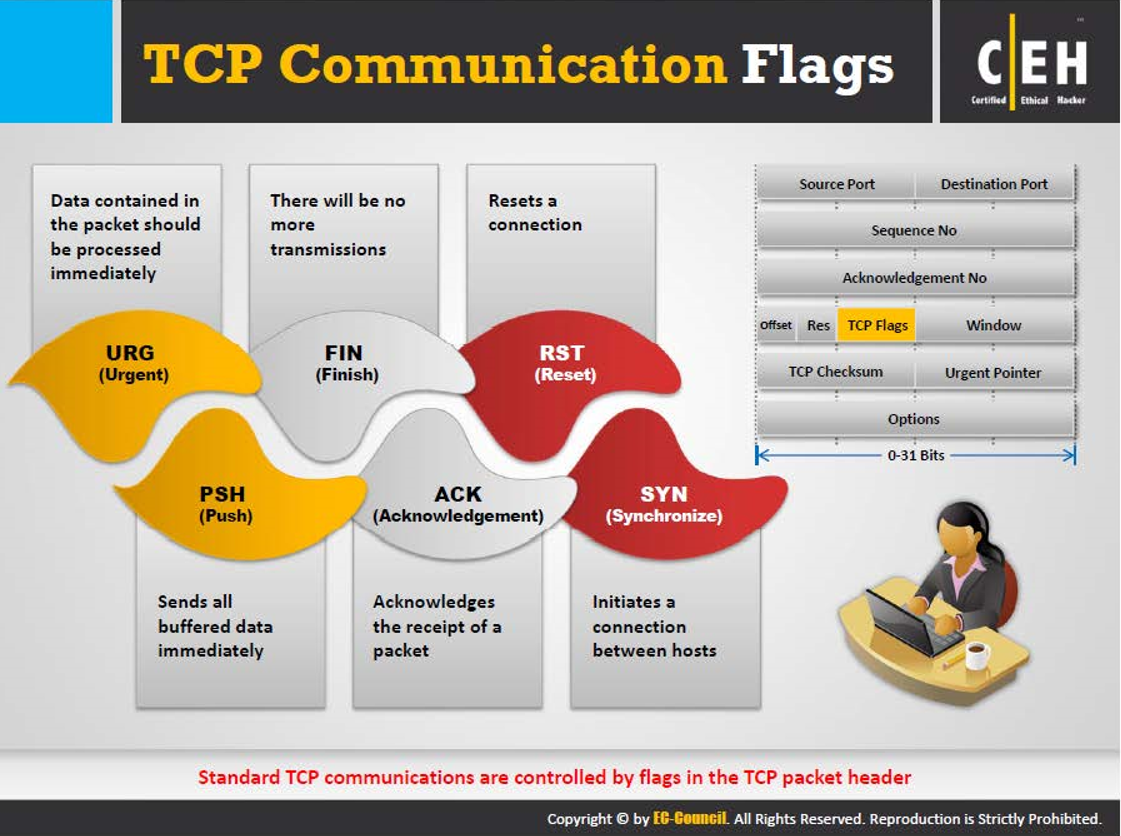 TCP Communication Flags
C|EH
Certified Ethical Hacker
TM
Data contained in
the packet should
be processed
immediately
There will be no
more
transmissions
Resets a
connection
URG
(Urgent)
FIN
(Finish)
RST
(Reset)
PSH
(Push)
ACK
(Acknowledgement)
SYN
(Synchronize)
Sends all
buffered data
immediately
Acknowledges
the receipt of a
packet
Initiates a
connection
between hosts
Source Port Destination Port
Sequence No
Acknowledgement No
Offset Res TCP Flags Window
TCP Checksum Urgent Pointer
Options
0-31 Bits
Standard TCP communications are controlled by flags in the TCP packet header
Copyright © by EC-Council. All Rights Reserved. Reproduction is Strictly Prohibited.